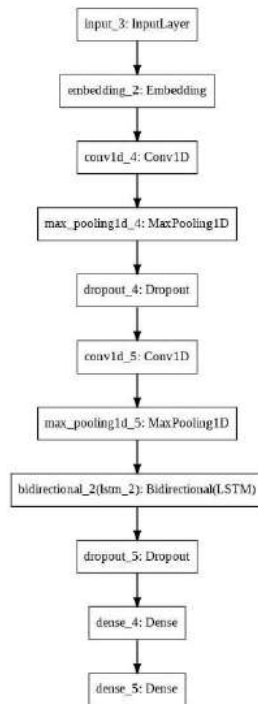 input_3: InputLayer
embedding_2: Embedding
conv1d_4: Conv1D
max_pooling1d_4: MaxPooling1D
dropout_4: Dropout
conv1d_5: Conv1D
max_pooling1d_5: MaxPooling1D
bidirectional_2(lstm_2): Bidirectional(LSTM)
dropout_5: Dropout
dense_4: Dense
dense_5: Dense